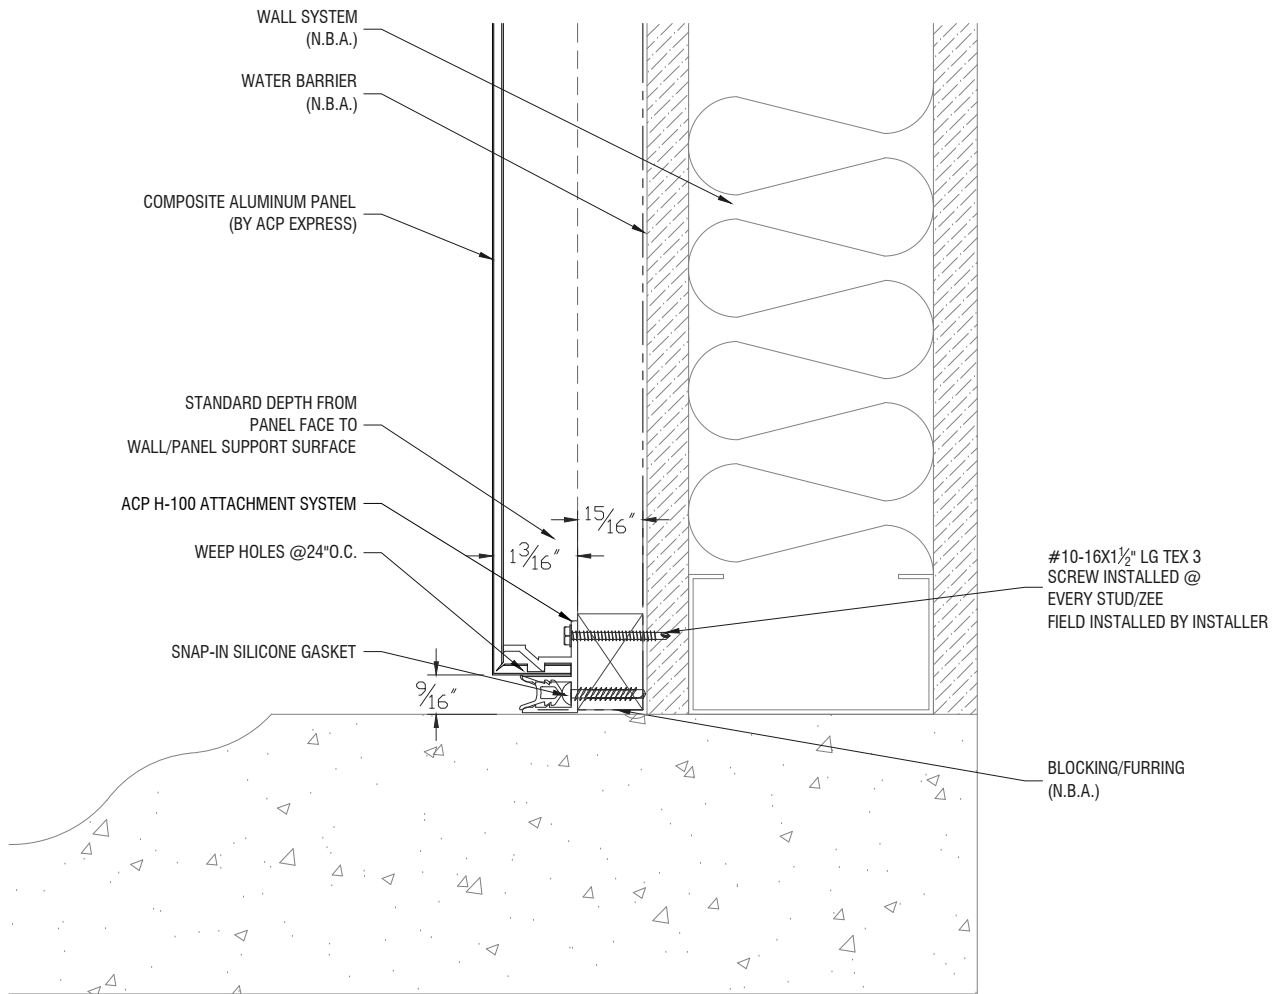 WALL SYSTEM
(N.B.A.)
WATER BARRIER
(N.B.A.)
COMPOSITE ALUMINUM PANEL
(BY ACP EXPRESS)
STANDARD DEPTH FROM
PANEL FACE TO
WALL/PANEL SUPPORT SURFACE
ACP H-100 ATTACHMENT SYSTEM
WEEP HOLES @24"O.C.
SNAP-IN SILICONE GASKET
15/16"
1 3/16"
9/16"
#10-16X1½" LG TEX 3
SCREW INSTALLED @
EVERY STUD/ZEE
FIELD INSTALLED BY INSTALLER
BLOCKING/FURRING
(N.B.A.)